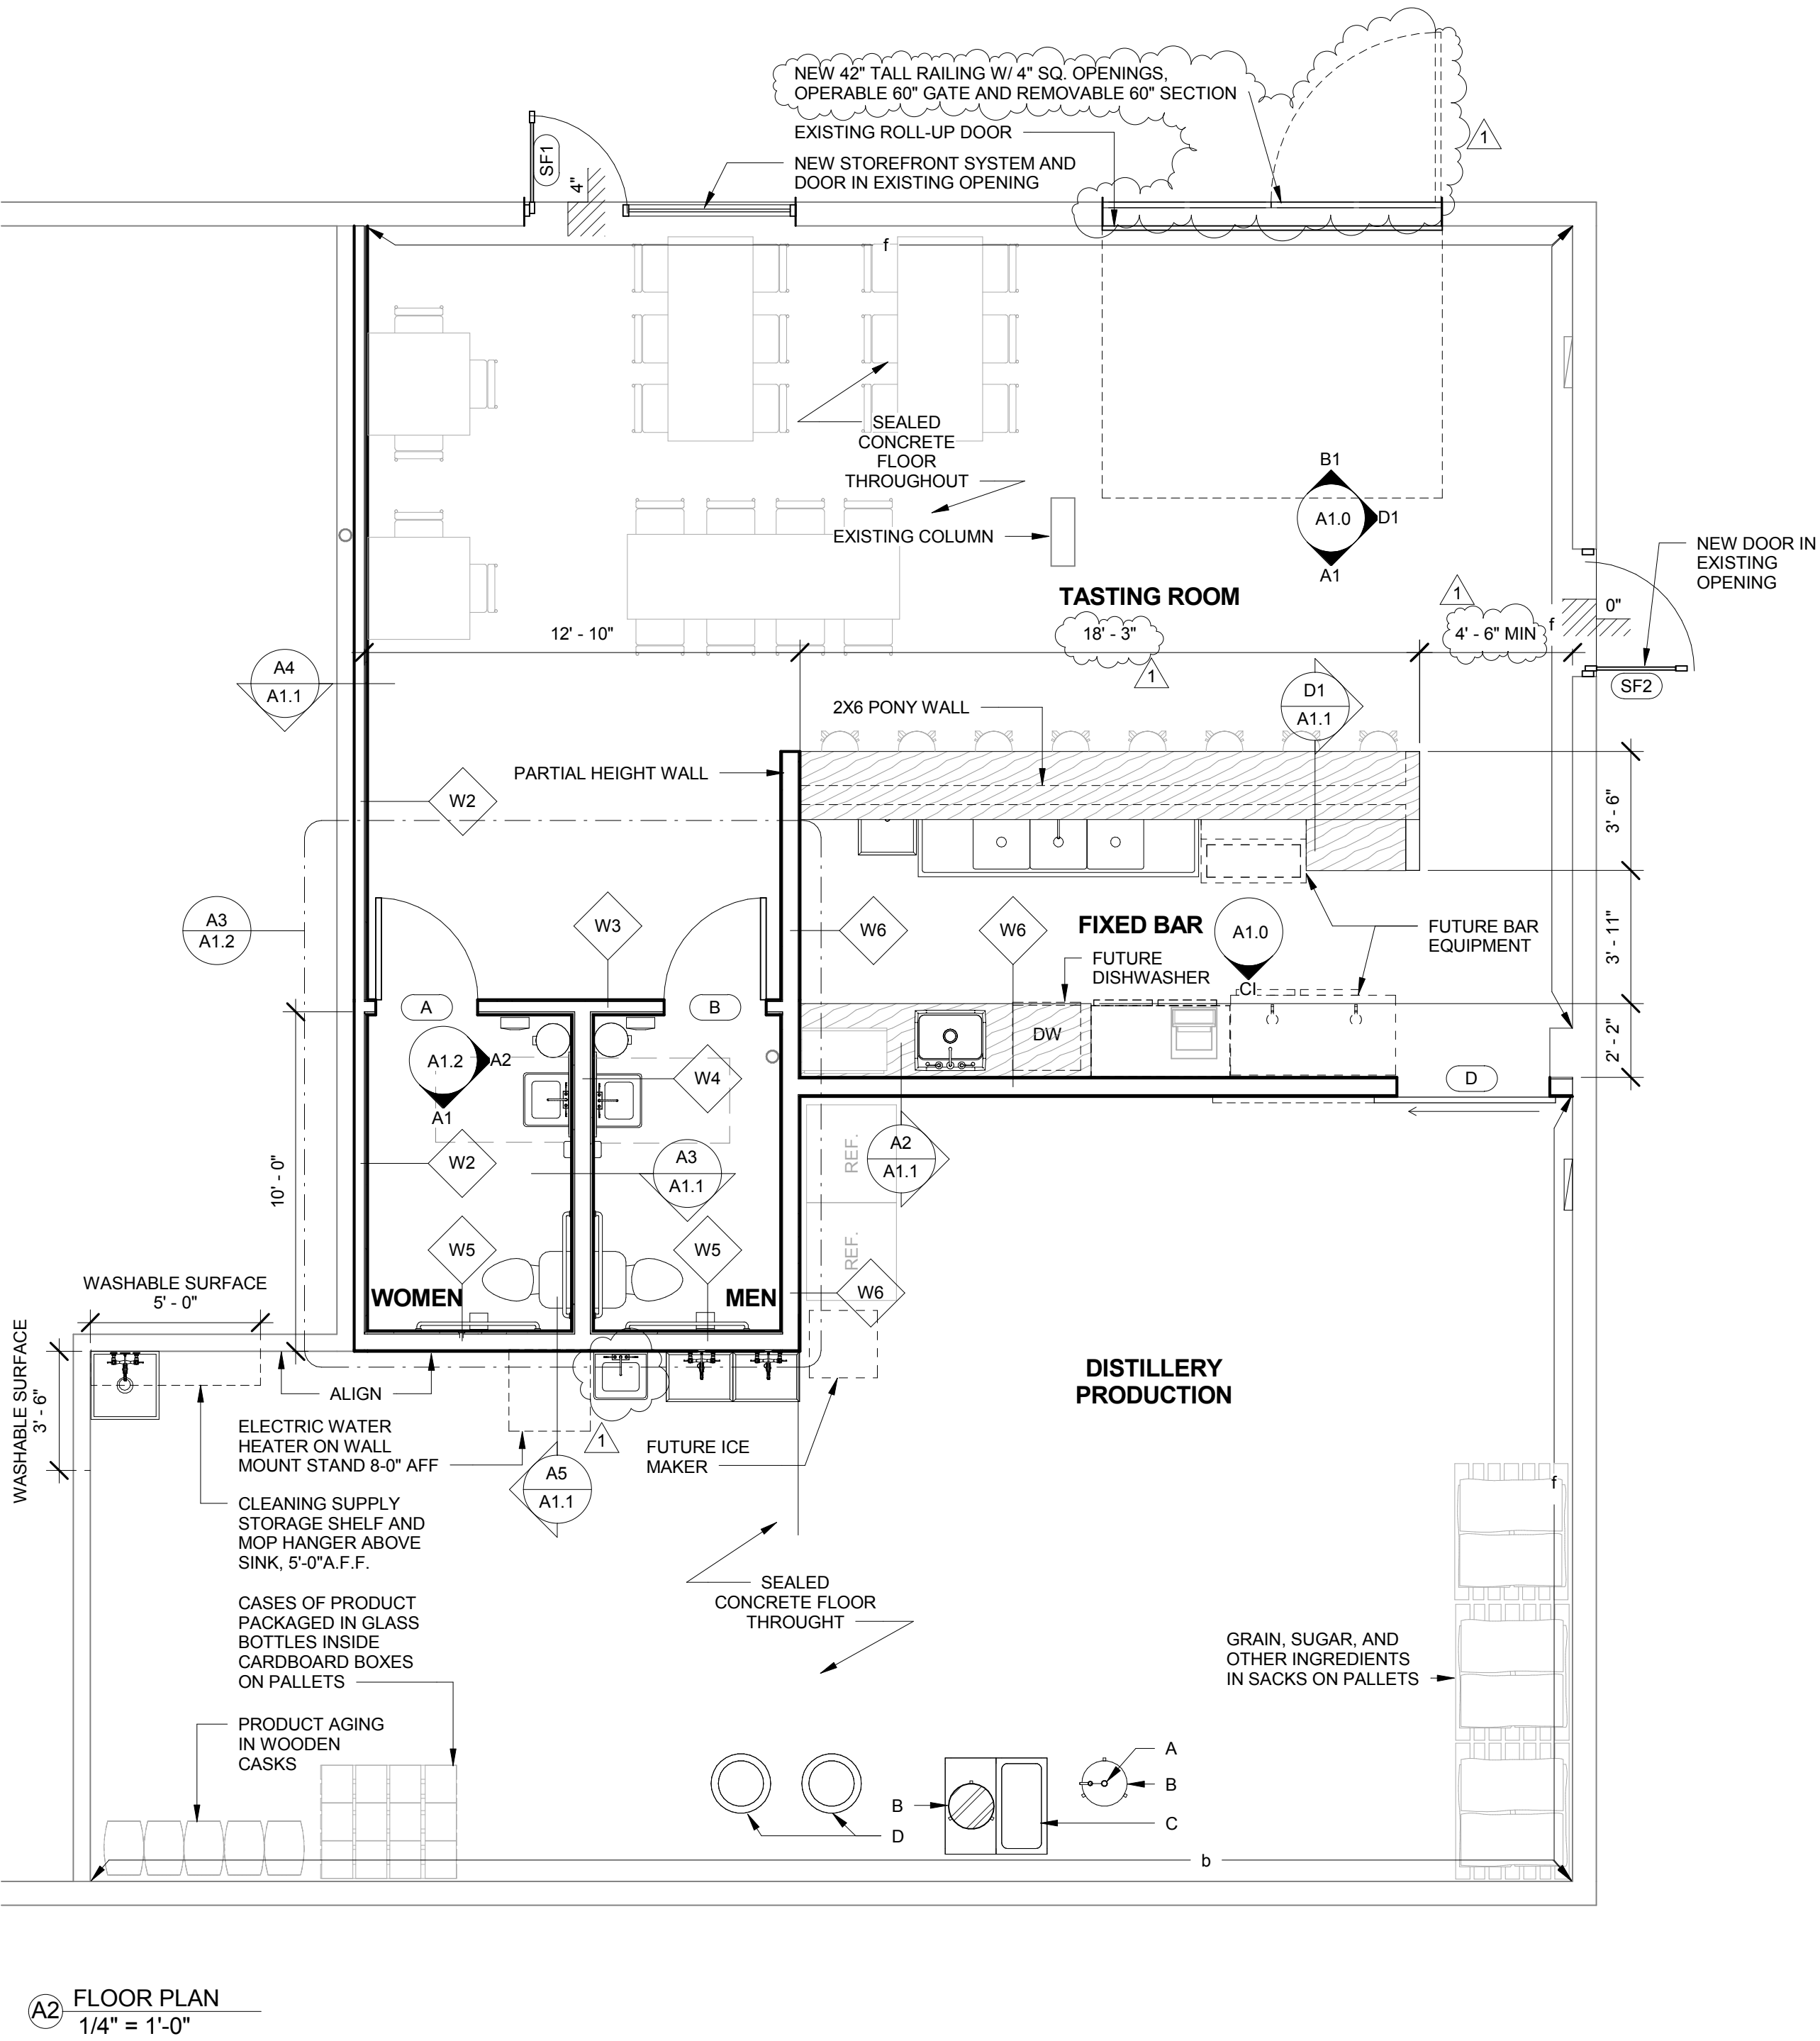 NEW 42" TALL RAILING W/ 4" SQ. OPENINGS,
OPERABLE 60" GATE AND REMOVABLE 60" SECTION
EXISTING ROLL-UP DOOR
1
NEW STOREFRONT SYSTEM AND
DOOR IN EXISTING OPENING
SF1
4"
f
SEALED
CONCRETE
FLOOR
THROUGHOUT
EXISTING COLUMN
B1
A1.0
D1
A1
NEW DOOR IN
EXISTING
OPENING
TASTING ROOM
1
0"
f
12' - 10"
18' - 3"
4' - 6" MIN
1
SF2
A4
A1.1
D1
A1.1
2X6 PONY WALL
PARTIAL HEIGHT WALL
W2
3' - 6"
A3
A1.2
W3
W6
FIXED BAR
W6
A1.0
CI
FUTURE BAR
EQUIPMENT
3' - 11"
FUTURE
DISHWASHER
A
B
DW
2' - 2"
D
A1.2
A2
A1
W4
W2
A3
A1.1
REF.
A2
A1.1
10' - 0"
W5
W5
REF.
WOMEN
MEN
W6
WASHABLE SURFACE
5' - 0"
WASHABLE SURFACE
3' - 6"
ALIGN
DISTILLERY
PRODUCTION
ELECTRIC WATER
HEATER ON WALL
MOUNT STAND 8-0" AFF
1
FUTURE ICE
MAKER
A5
A1.1
f
CLEANING SUPPLY
STORAGE SHELF AND
MOP HANGER ABOVE
SINK, 5'-0"A.F.F.
SEALED
CONCRETE FLOOR
THROUGHT
CASES OF PRODUCT
PACKAGED IN GLASS
BOTTLES INSIDE
CARDBOARD BOXES
ON PALLETS
GRAIN, SUGAR, AND
OTHER INGREDIENTS
IN SACKS ON PALLETS
PRODUCT AGING
IN WOODEN
CASKS
A
B
B
C
D
b
A2
FLOOR PLAN
1/4" = 1'-0"